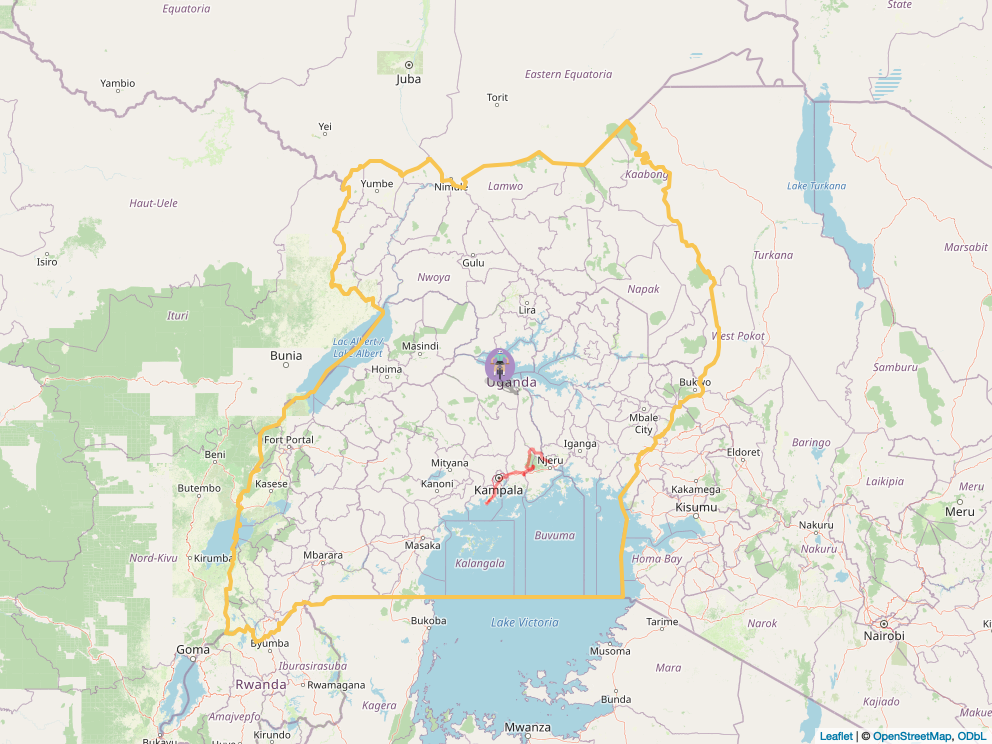 Equatoria
State
Juba
Eastern Equatoria
Yambio
Torit
Yei
Kaabong
Yumbe
Nimule
Lamwo
Lake Turkana
Haut-Uele
Marsabit
Turkana
Isiro
Gulu
Nwoya
Napak
Ituri
Lira
West Pokot
Lac Albert /
Lake Albert
Masindi
Bunia
Hoima
Samburu
Uganda
Bukwo
Mbale
City
Fort Portal
Iganga
Baringo
Beni
Eldoret
Njeru
Mityana
Laikipia
Kasese
Kanoni
Butembo
Kampala
Kakamega
Meru
Kisumu
Meru
Nakuru
Buvuma
Masaka
Nakuru
Nord-Kivu
Kirumba
Mbarara
Kalangala
Homa Bay
Bukoba
Lake Victoria
Tarime
Narok
Nairobi
Ki
Byumba
Goma
Musoma
Iburasirasuba
Mara
Rwanda
Rwamagana
Bunda
Kajiado
Kagera
Amajyepfo
Makue
Mwanza
Kirundo
Bukavu
Huye
Leaflet | © OpenStreetMap, ODbL